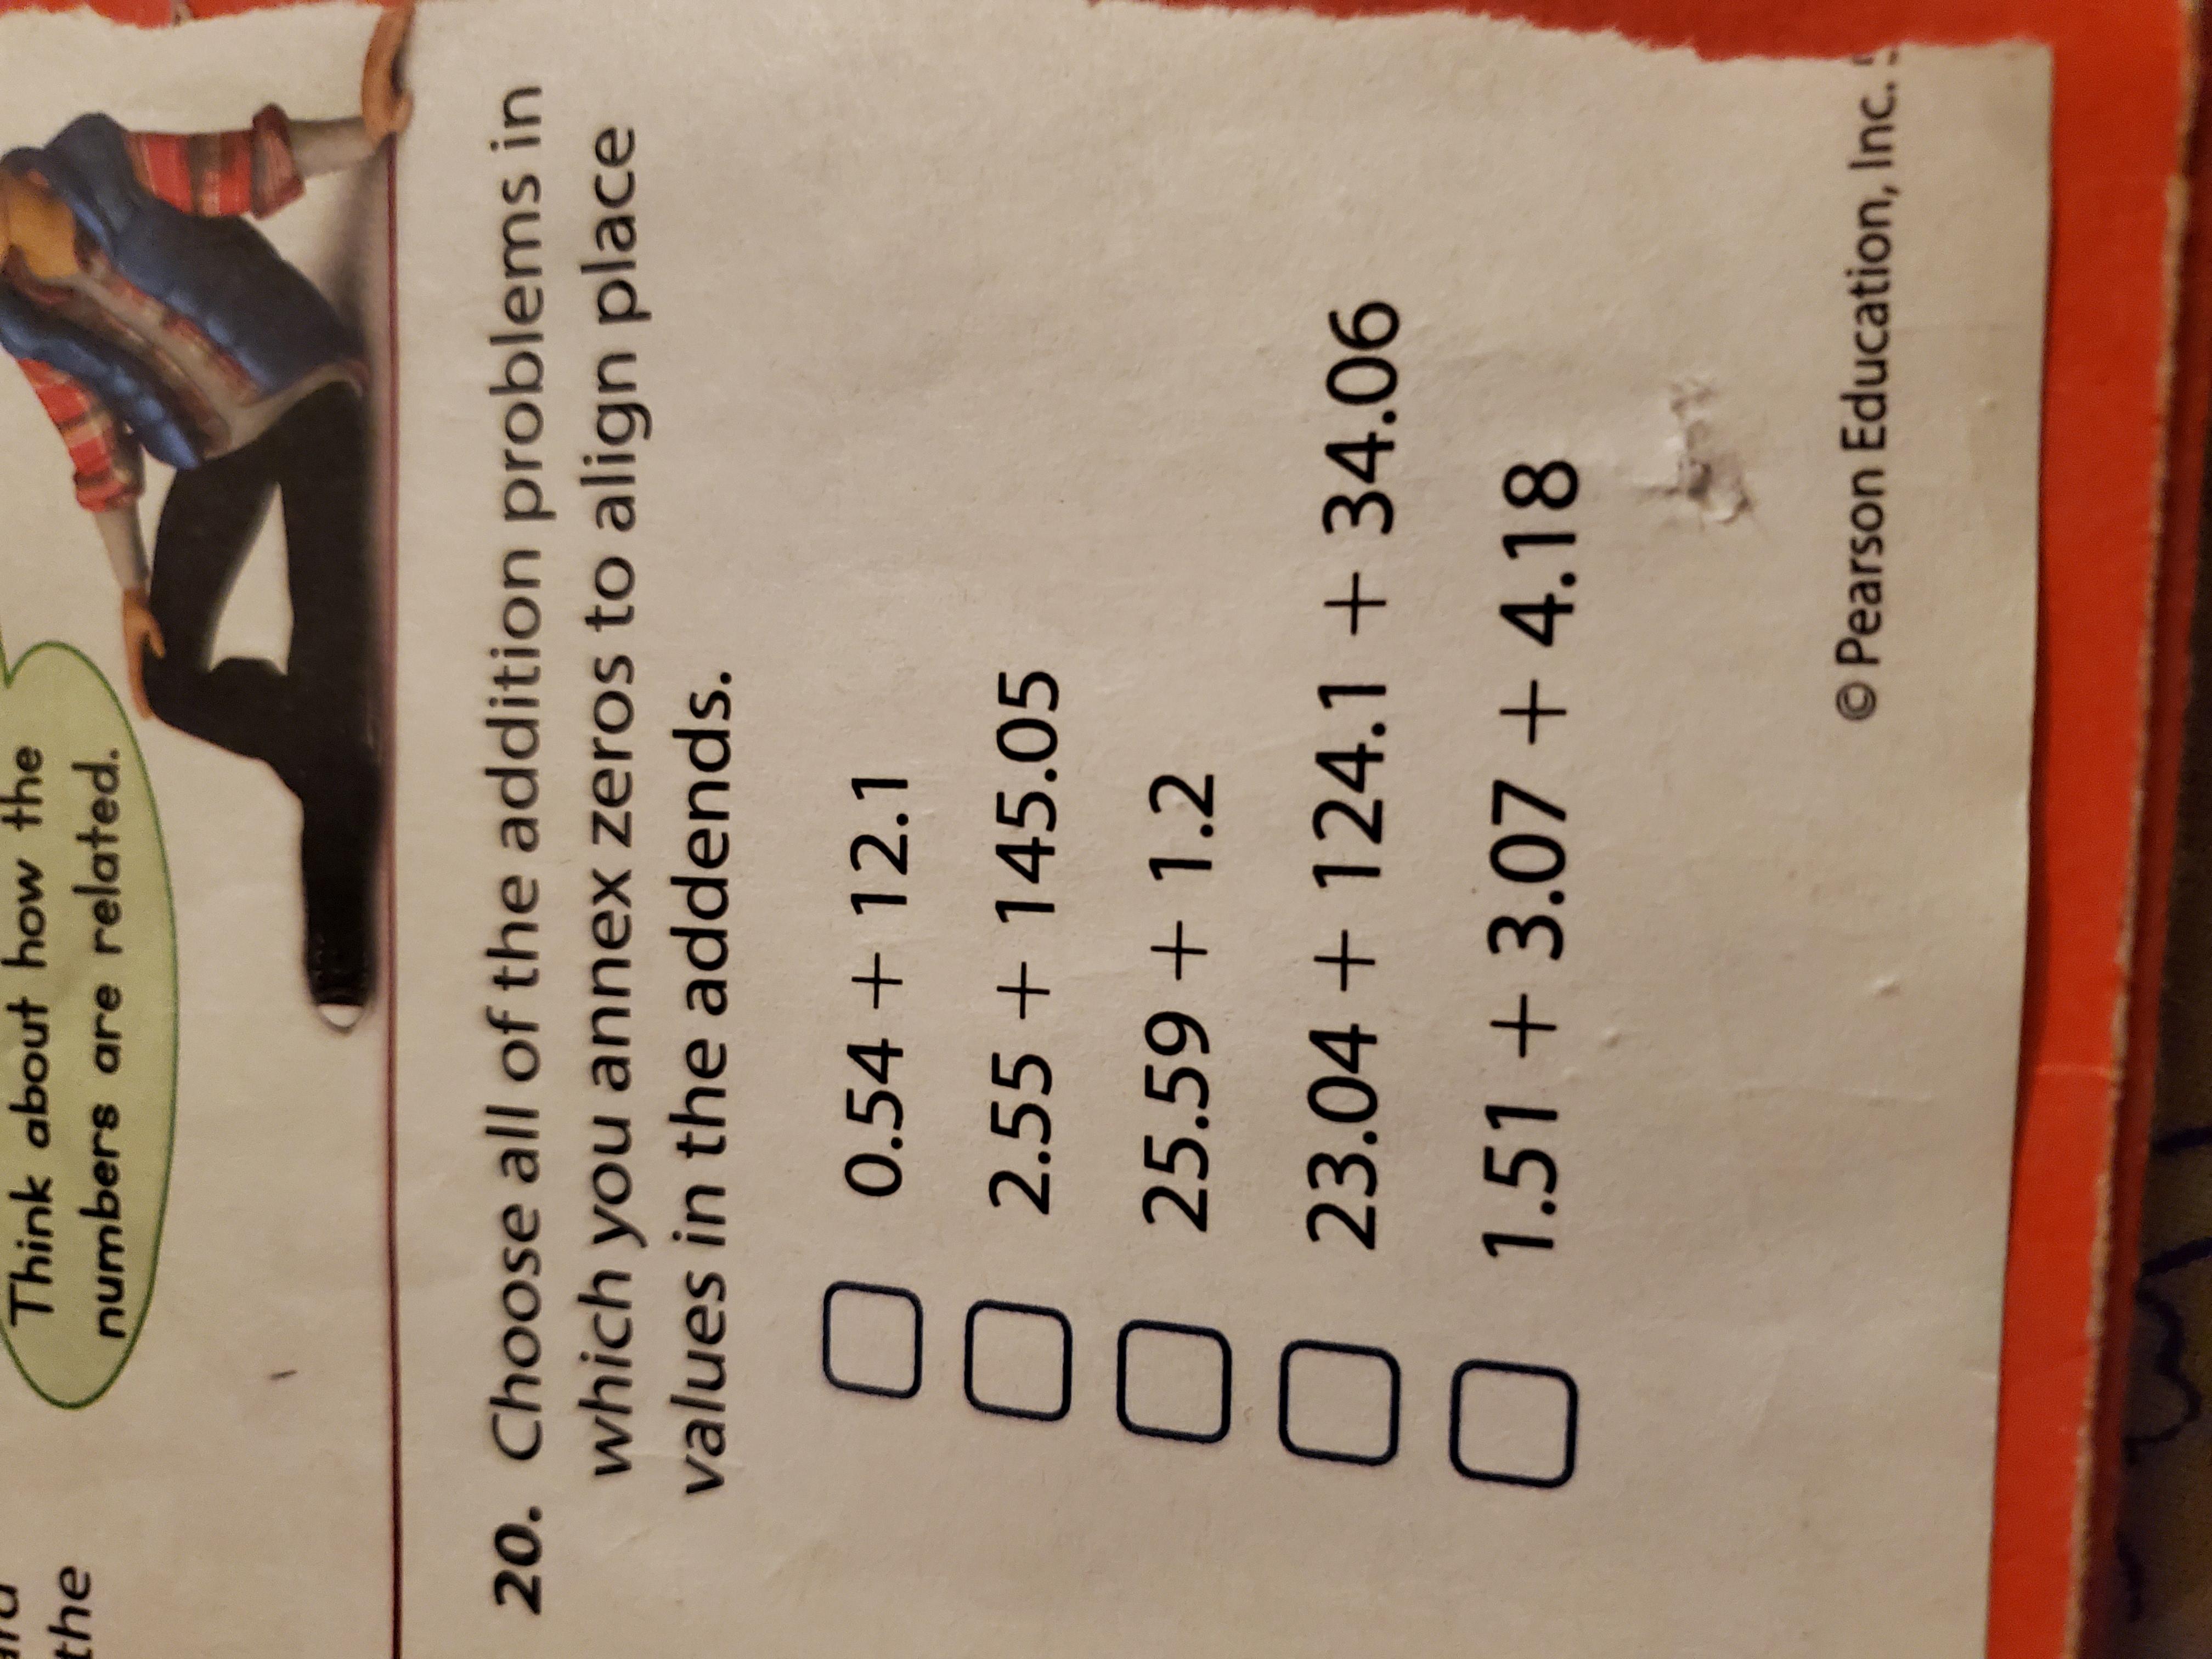 Think about how the
numbers are related.
the
20. Choose all of the addition problems in
which you annex zeros to align place
values in the addends.
0.54 + 12.1
2.55 + 145.05
25.59 + 1.2
23.04 + 124.1 + 34.06
1.51 + 3.07 + 4.18
© Pearson Education, Inc.